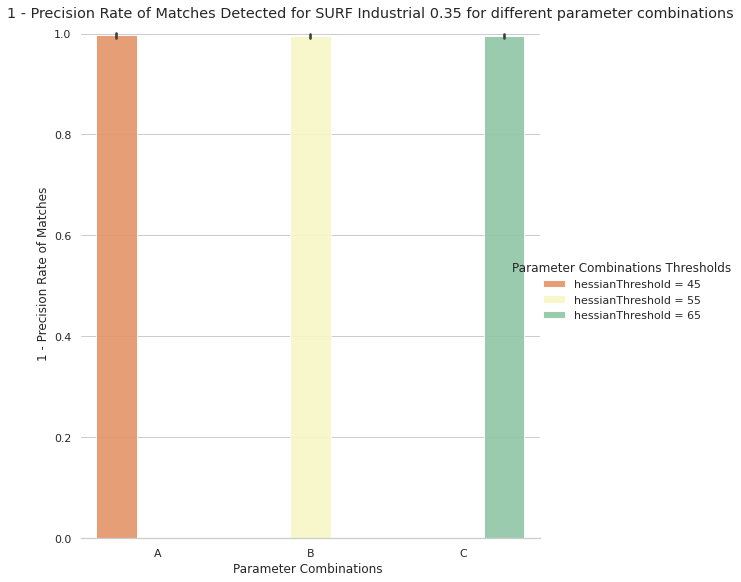 1 - Precision Rate of Matches Detected for SURF Industrial 0.35 for different parameter combinations
1.0
0.8
0.6
0.4
0.2
0.0
1 - Precision Rate of Matches
A
B
C
Parameter Combinations
Parameter Combinations Thresholds
hessianThreshold = 45
hessianThreshold = 55
hessianThreshold = 65